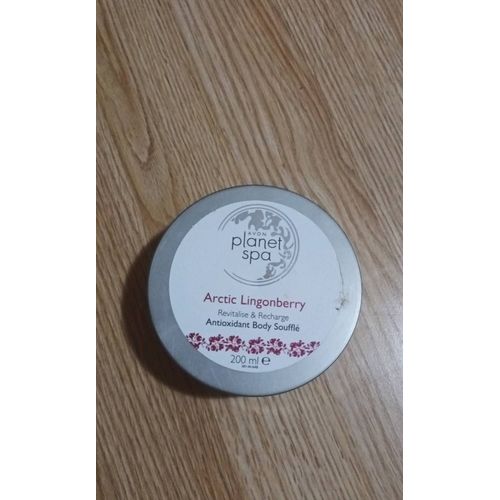 AVON
planet
spa
Arctic Lingonberry
Revitalise & Recharge
Antioxidant Body Soufflé
200 ml e